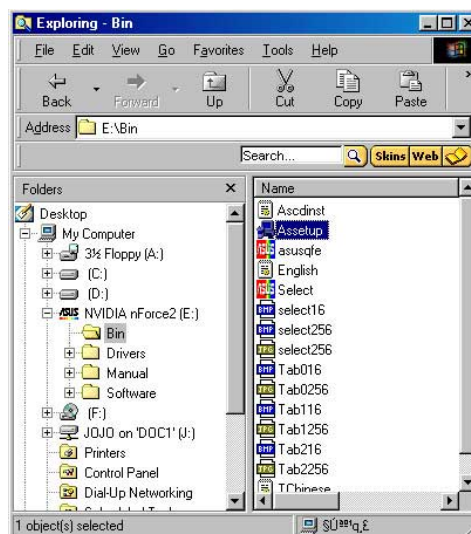 Exploring - Bin
File Edit View Go Favorites Tools Help
Back Forward Up Cut Copy Paste
Address E:\Bin
Search... Skins Web
Folders
Desktop
My Computer
3½ Floppy (A:)
(C:)
(D:)
NVIDIA nForce2 (E:)
Bin
Drivers
Manual
Software
(F:)
JOJO on 'DOC1' (J:)
Printers
Control Panel
Dial-Up Networking
Name
Ascdinst
Assetup
asusqfe
English
Select
select16
select256
select256
Tab016
Tab0256
Tab116
Tab1256
Tab216
Tab2256
TChinese
1 object(s) selected